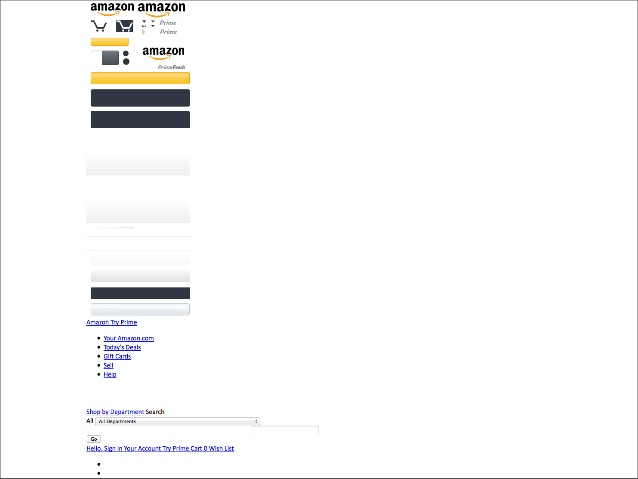 amazon amazon
Prime
Prime
amazon
PrimeFresh
Amazon Try Prime
Your Amazon.com
Today's Deals
Gift Cards
Sell
Help
Shop by Department Search
All All Departments
Go
Hello. Sign in Your Account Try Prime Cart 0 Wish List